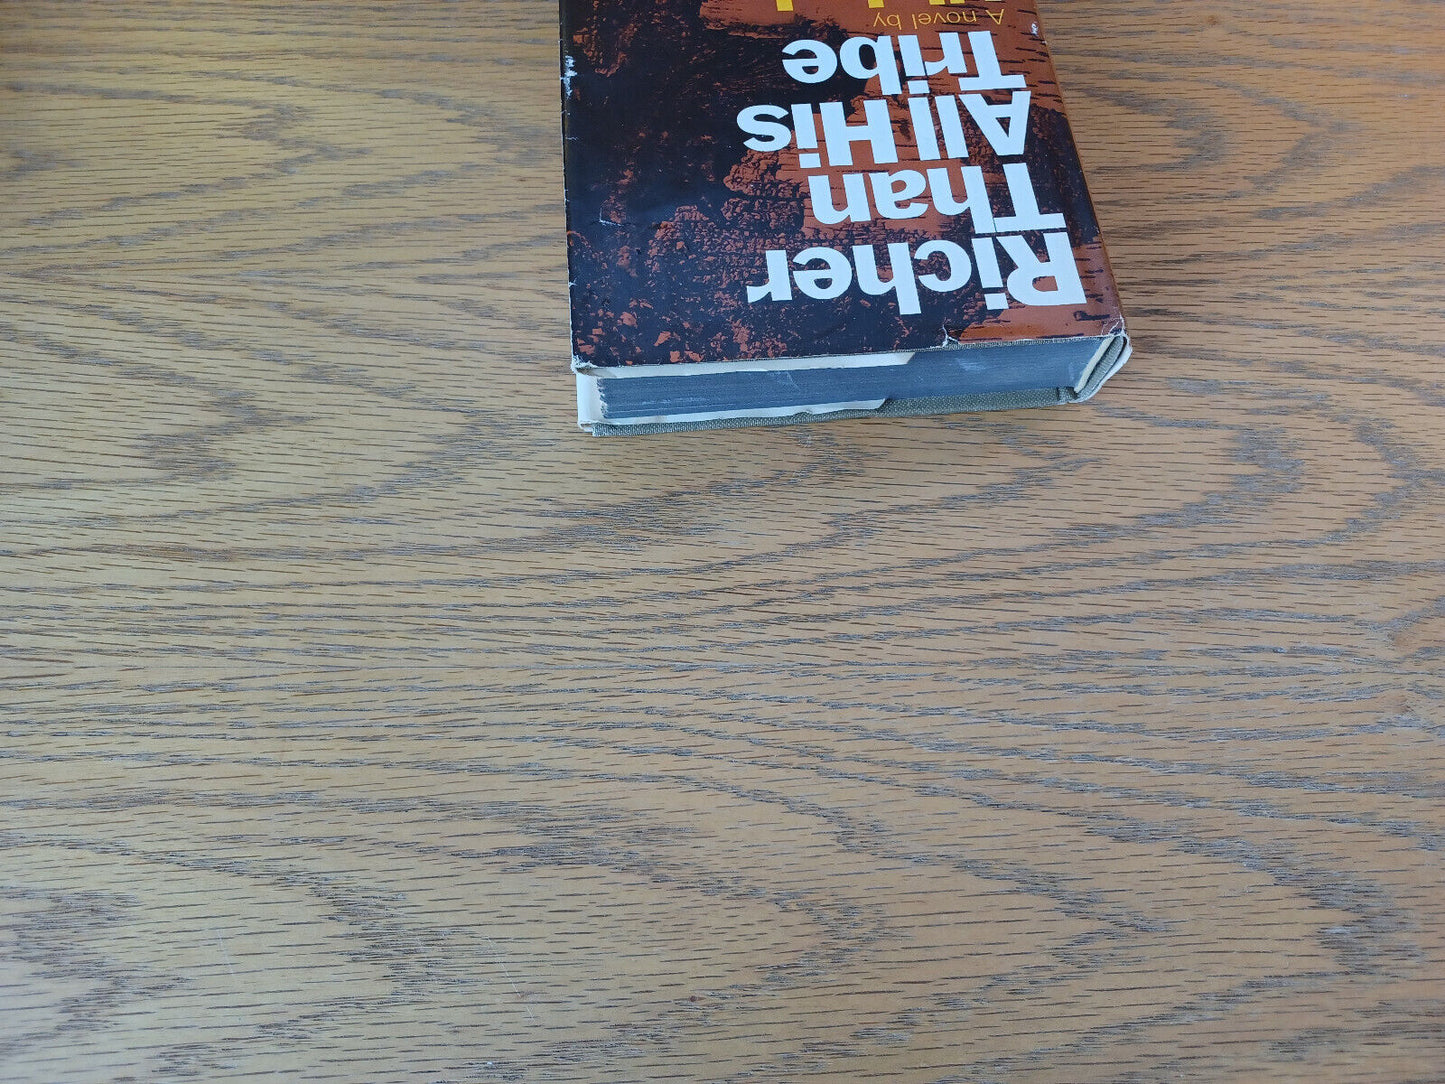 Richer
Than
All His
Tribe
A novel by